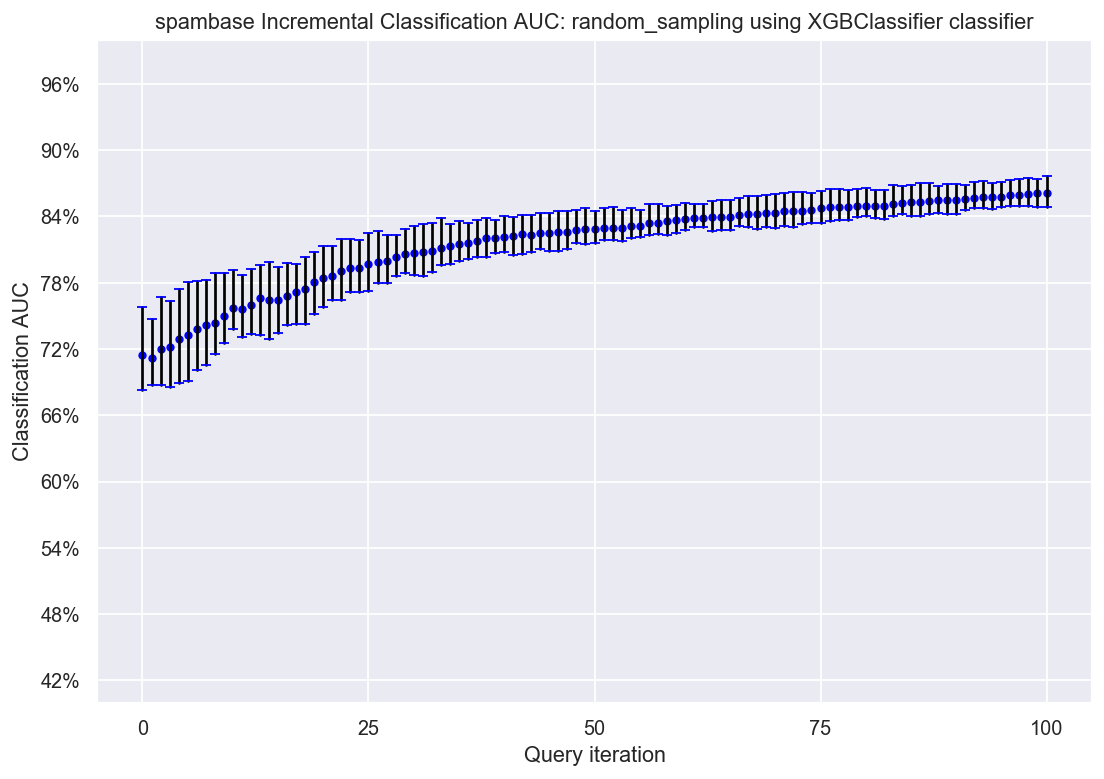 spambase Incremental Classification AUC: random_sampling using XGBClassifier classifier
96%
90%
84%
78%
72%
66%
60%
54%
48%
42%
Classification AUC
0 25 50 75 100
Query iteration